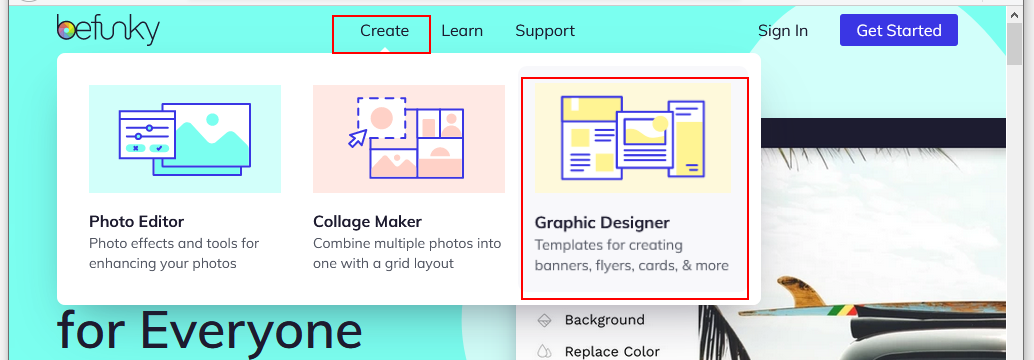 befunky
Create
Learn
Support
Sign In
Get Started
Photo Editor
Photo effects and tools for
enhancing your photos
Collage Maker
Combine multiple photos into
one with a grid layout
Graphic Designer
Templates for creating
banners, flyers, cards, & more
for Everyone
Background
Replace Color